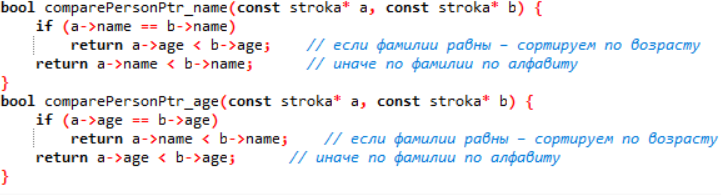 bool comparePersonPtr_name(const stroka* a, const stroka* b) {
    if (a->name == b->name)
        return a->age < b->age;    // если фамилии равны – сортируем по возрасту
    return a->name < b->name;      // иначе по фамилии по алфавиту
}
bool comparePersonPtr_age(const stroka* a, const stroka* b) {
    if (a->age == b->age)
        return a->name < b->name;    // если фамилии равны – сортируем по возрасту
    return a->age < b->age;      // иначе по фамилии по алфавиту
}